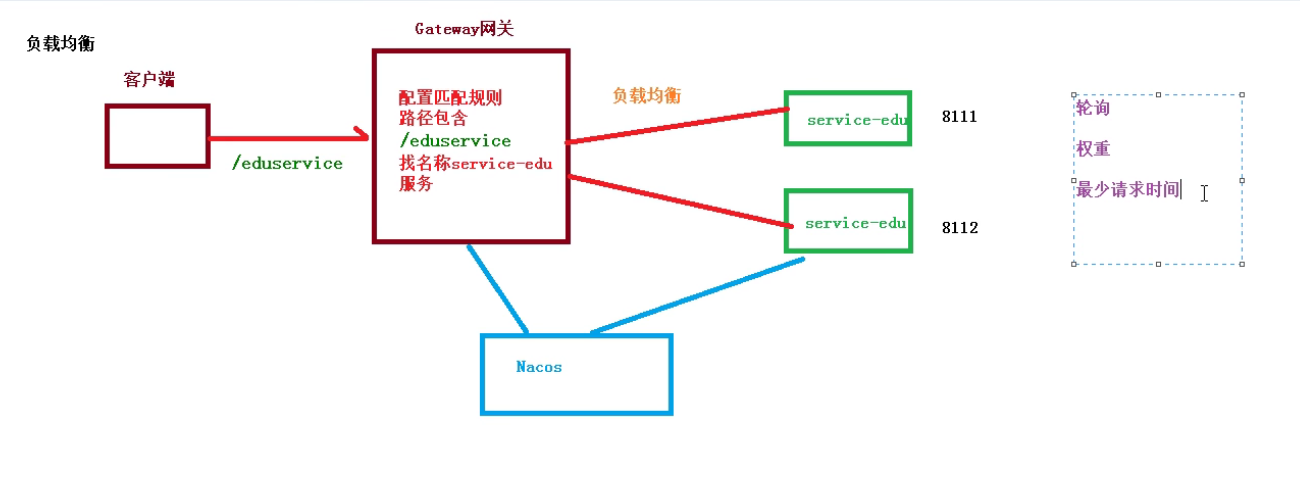 负载均衡
Gateway网关
客户端
/eduservice
配置匹配规则
路径包含
/eduservice
找名称service-edu
服务
负载均衡
service-edu
8111
service-edu
8112
Nacos
轮询
权重
最少请求时间